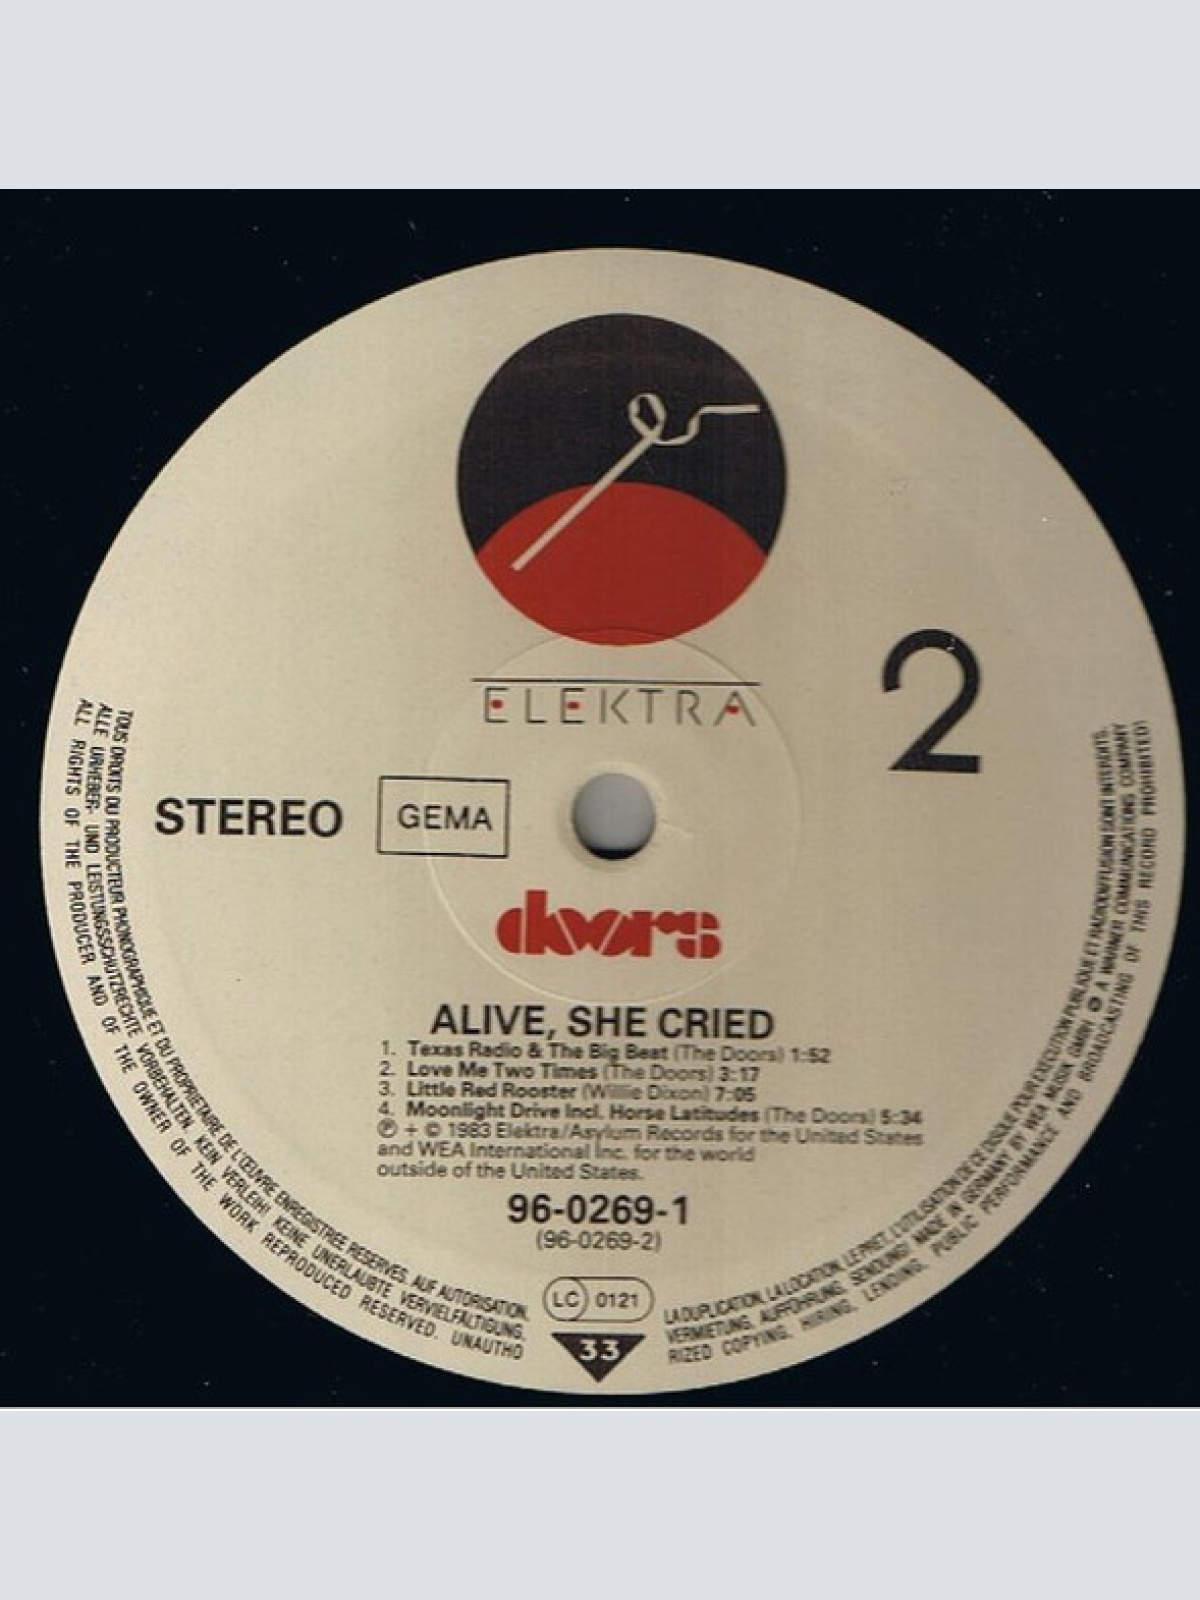 ELEKTRA
2
STEREO
GEMA
doors
ALIVE, SHE CRIED
1. Texas Radio & The Big Beat (The Doors) 1:52
2. Love Me Two Times (The Doors) 3:17
3. Little Red Rooster (Willie Dixon) 7:05
4. Moonlight Drive Incl. Horse Latitudes (The Doors) 5:34
℗ + © 1983 Elektra/Asylum Records for the United States
and WEA International Inc. for the world
outside of the United States.
96-0269-1
(96-0269-2)
LC 0121
33
TOUS DROITS DU PRODUCTEUR PHONOGRAPHIQUE ET DU PROPRIETAIRE DE L'ŒUVRE ENREGISTREE RESERVES. AUF AUTORISATION, LA DUPLICATION, LA LOCATION, LE PRET, L'UTILISATION DE CE DISQUE POUR EXECUTION PUBLIQUE ET RADIODIFFUSION SONT INTERDITS.
ALLE URHEBER- UND LEISTUNGSSCHUTZRECHTE VORBEHALTEN KEIN VERLEIH! KEINE UNERLAUBTE VERVIELFÄLTIGUNG, VERMIETUNG, AUFFÜHRUNG, SENDUNG! MADE IN GERMANY BY WEA MUSIK GMBH. A WARNER COMMUNICATIONS COMPANY
ALL RIGHTS OF THE PRODUCER AND OF THE OWNER OF THE WORK REPRODUCED RESERVED. UNAUTHO RIZED COPYING, HIRING, LENDING, PUBLIC PERFORMANCE AND BROADCASTING OF THIS RECORD PROHIBITED!